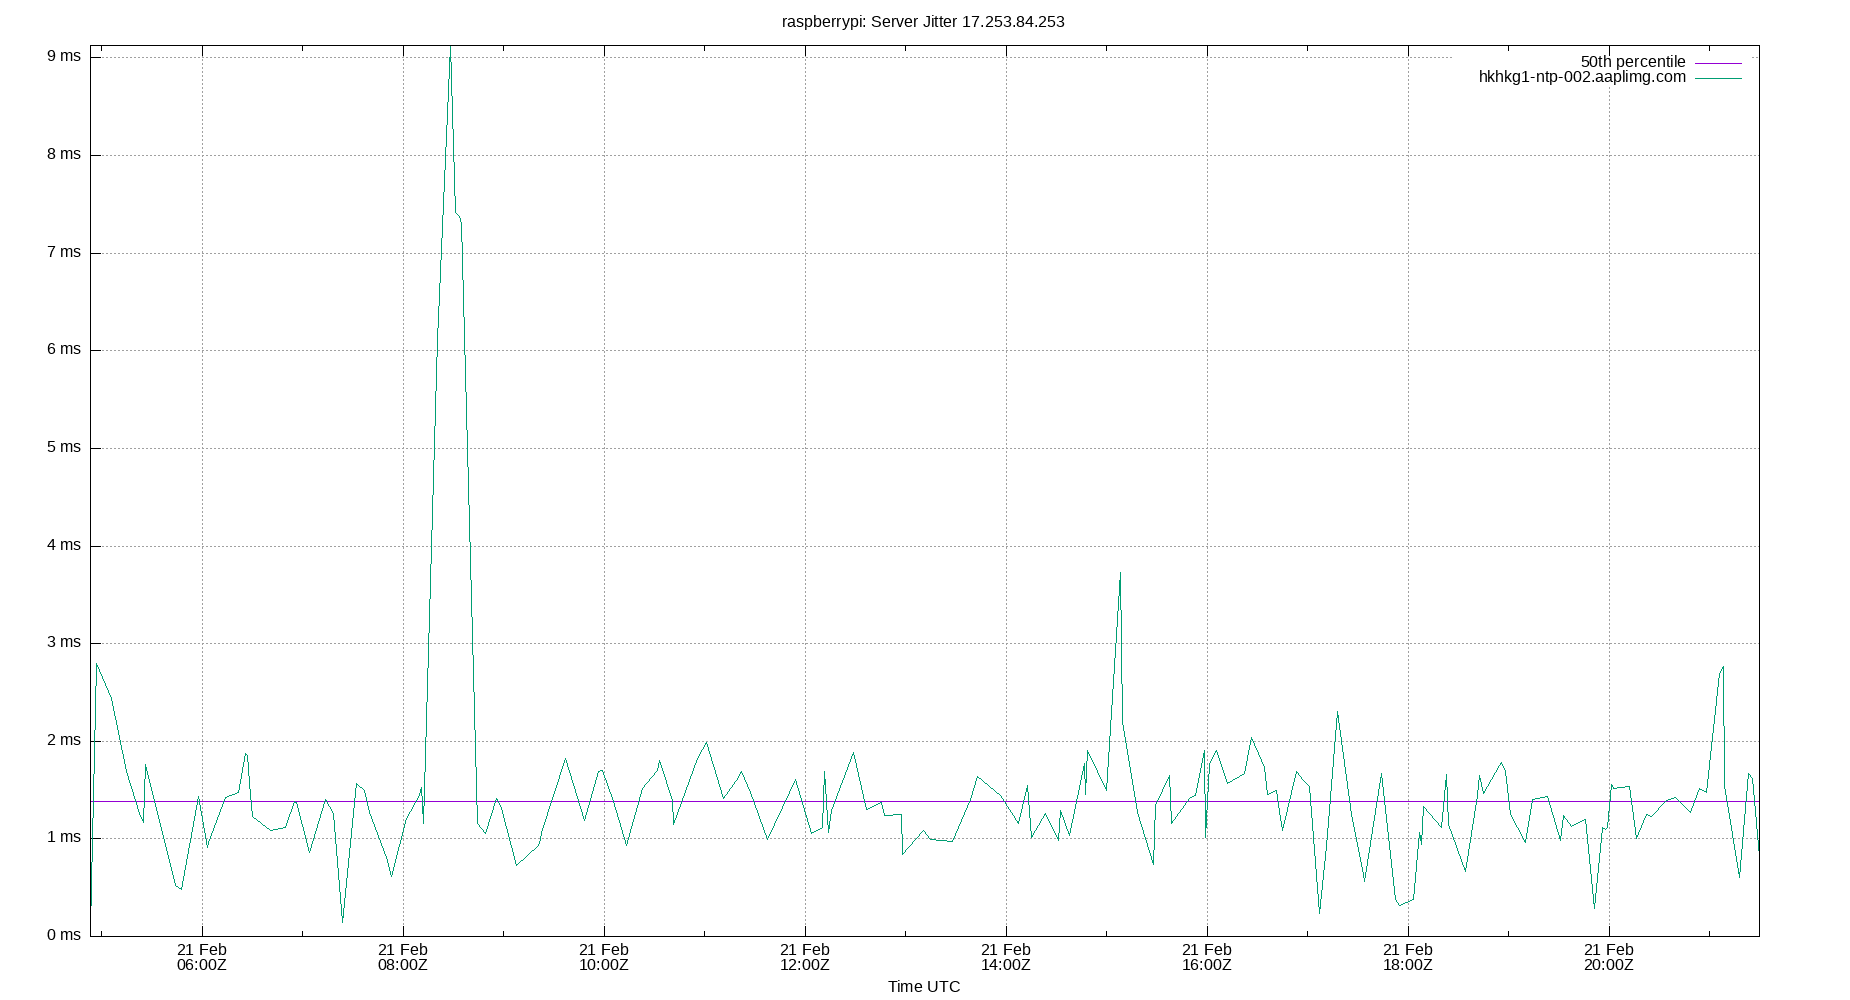 raspberrypi: Server Jitter 17.253.84.253
9 ms
8 ms
7 ms
6 ms
5 ms
4 ms
3 ms
2 ms
1 ms
0 ms
50th percentile
hkhkg1-ntp-002.aaplimg.com
21 Feb 21 Feb 21 Feb 21 Feb 21 Feb 21 Feb 21 Feb 21 Feb
06:00Z 08:00Z 10:00Z 12:00Z 14:00Z 16:00Z 18:00Z 20:00Z
Time UTC